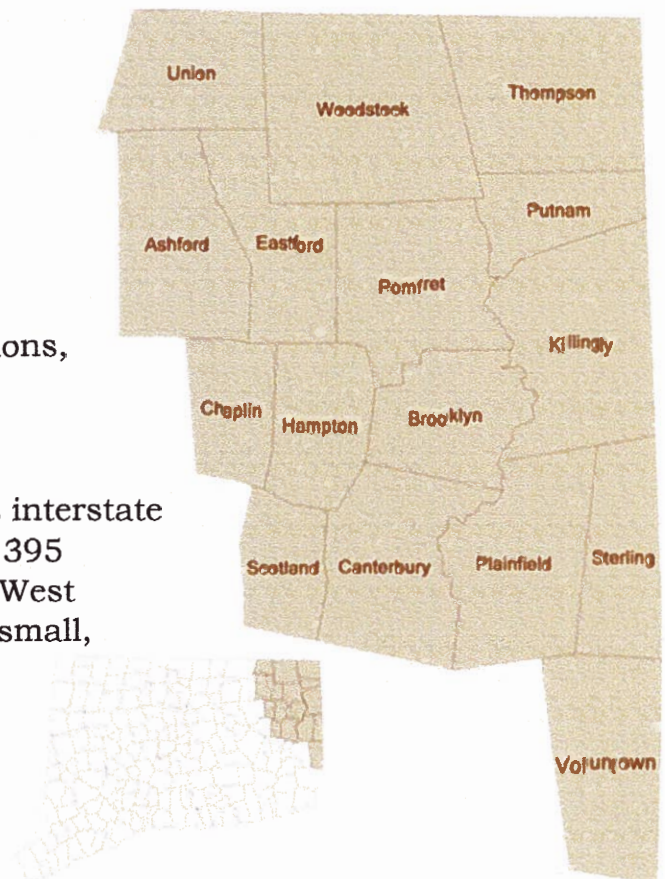 Union
Woodstock
Thompson
Putnam
Ashford
Eastford
Pomfret
ons,
Killingly
Chaplin
Hampton
Brooklyn
interstate
395
Scotland
Canterbury
Plainfield
Sterling
West
small,
Voluntown